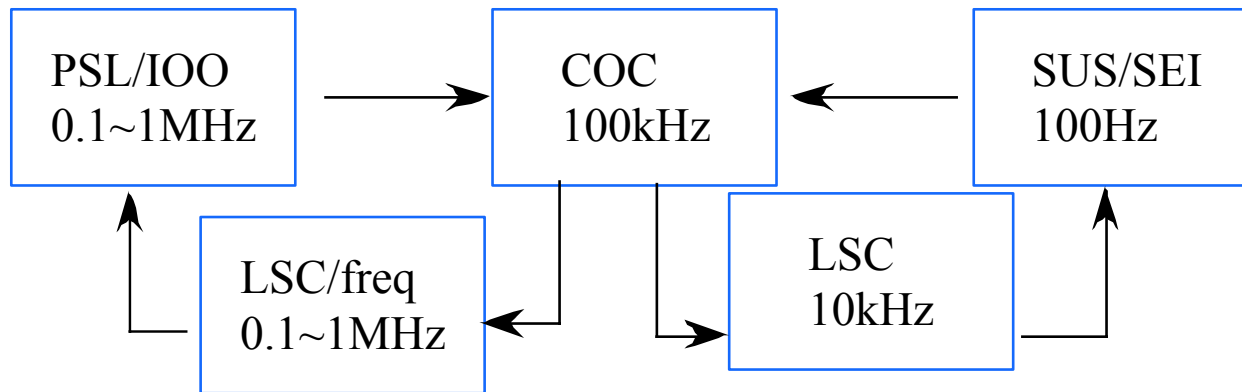 PSL/IOO
0.1~1MHz
COC
100kHz
SUS/SEI
100Hz
LSC/freq
0.1~1MHz
LSC
10kHz